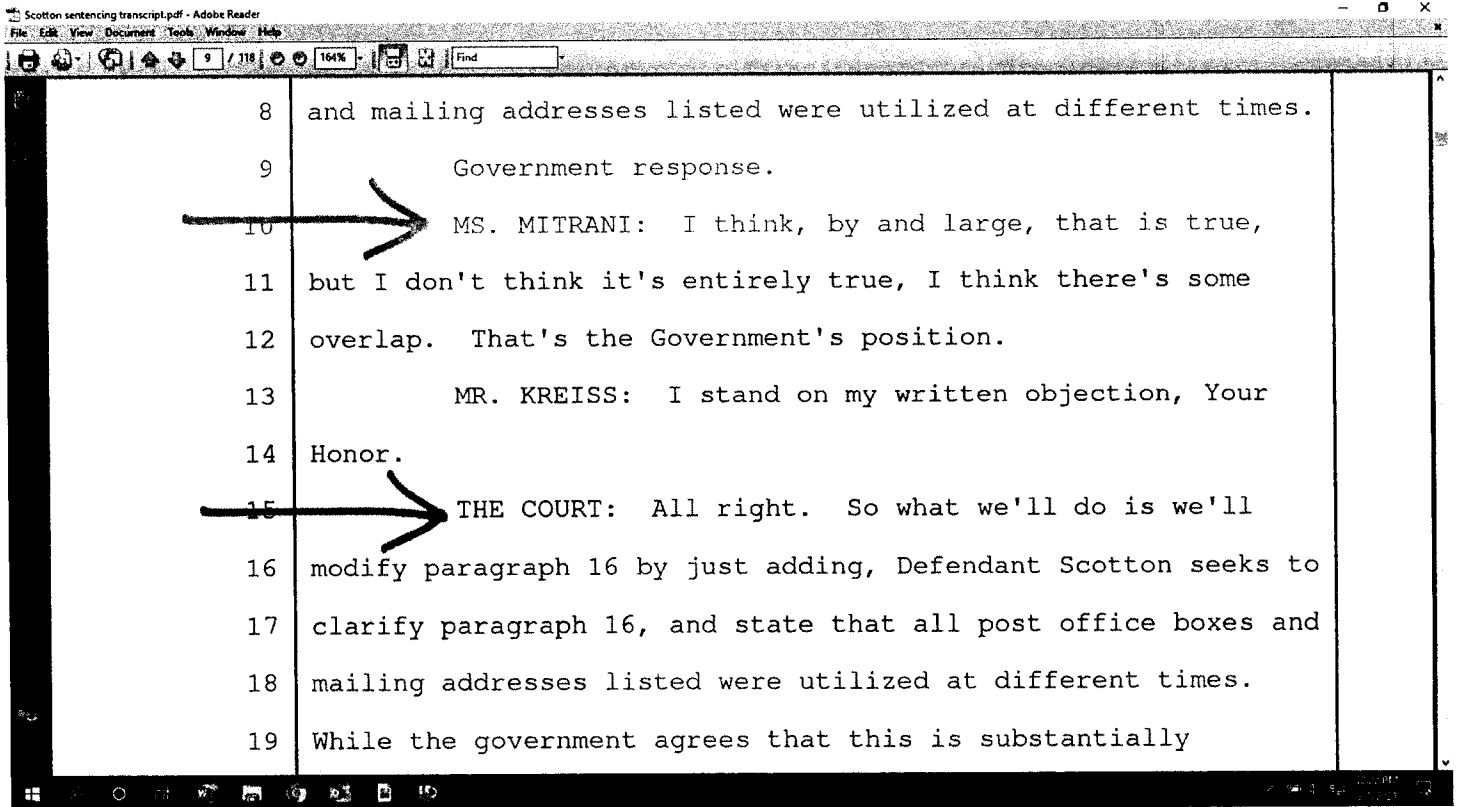 Scotton sentencing transcript.pdf - Adobe Reader
File Edit View Document Tools Window Help
9 / 118 164% Find
8 and mailing addresses listed were utilized at different times.
9 Government response.
10 MS. MITRANI: I think, by and large, that is true,
11 but I don't think it's entirely true, I think there's some
12 overlap. That's the Government's position.
13 MR. KREISS: I stand on my written objection, Your
14 Honor.
15 THE COURT: All right. So what we'll do is we'll
16 modify paragraph 16 by just adding, Defendant Scotton seeks to
17 clarify paragraph 16, and state that all post office boxes and
18 mailing addresses listed were utilized at different times.
19 While the government agrees that this is substantially